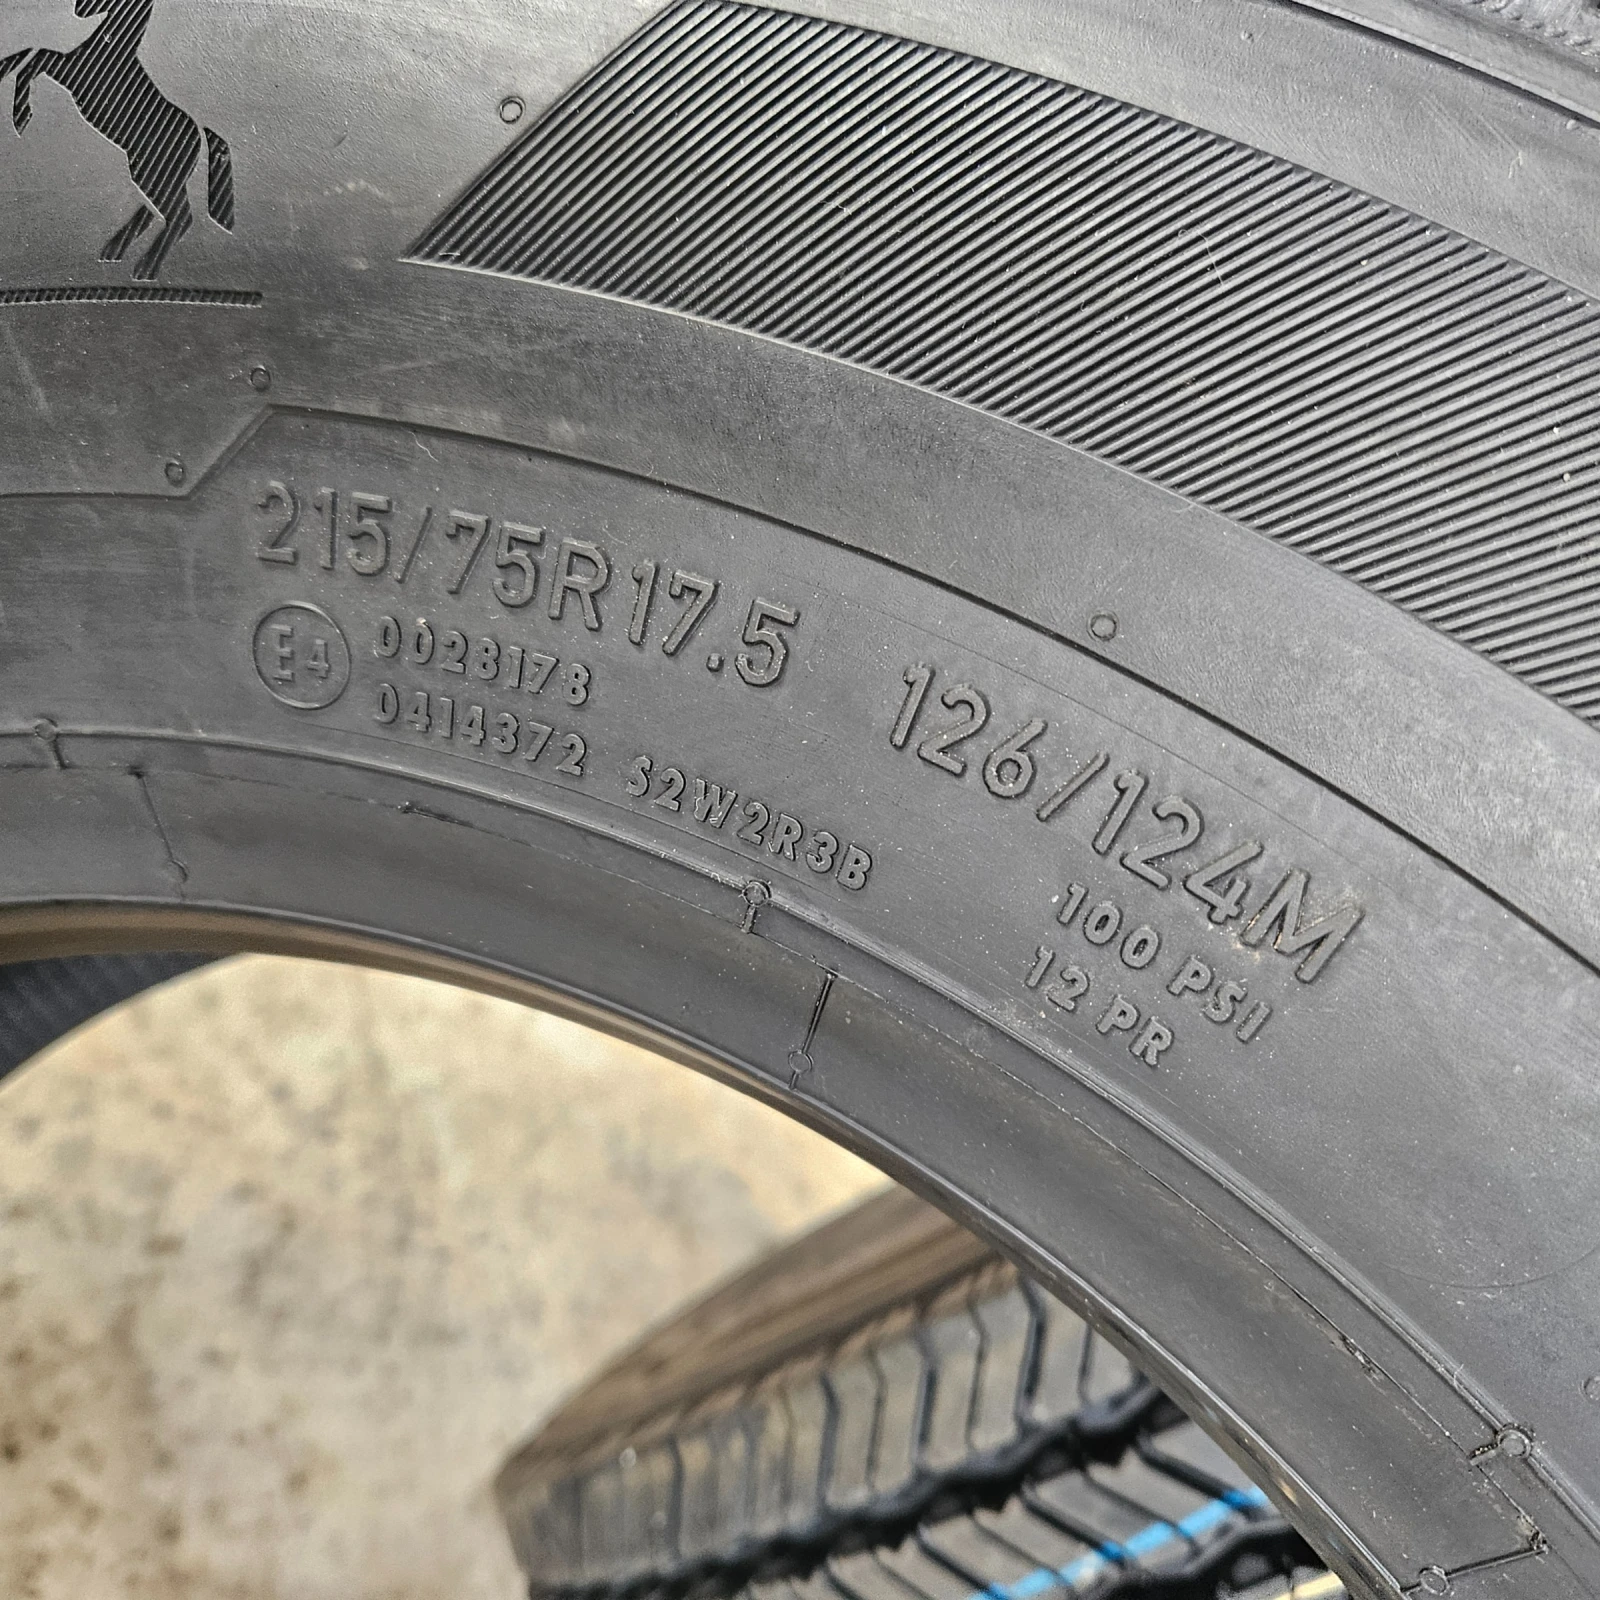 215/75R17.5 126/124M
E4 0028178
0414372 S2W2R3B
100 PSI
12 PR